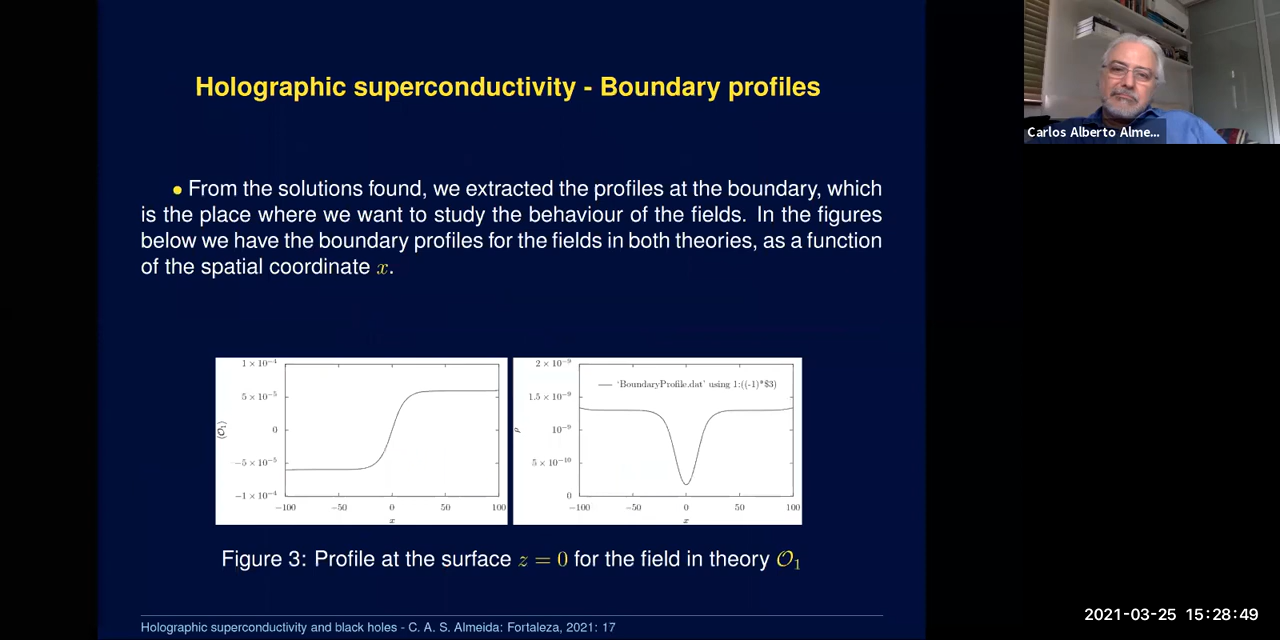 Holographic superconductivity - Boundary profiles
• From the solutions found, we extracted the profiles at the boundary, which
is the place where we want to study the behaviour of the fields. In the figures
below we have the boundary profiles for the fields in both theories, as a function
of the spatial coordinate x.
1×10⁻⁴
5×10⁻⁵
0
−5×10⁻⁵
−1×10⁻⁴
⟨𝒪₁⟩
−100 −50 0 50 100
x
2×10⁻⁹
1.5×10⁻⁹
10⁻⁹
5×10⁻¹⁰
0
ρ
'BoundaryProfile.dat' using 1:((-1)*$3)
−100 −50 0 50 100
x
Figure 3: Profile at the surface z = 0 for the field in theory 𝒪₁
Holographic superconductivity and black holes - C. A. S. Almeida: Fortaleza, 2021: 17
Carlos Alberto Alme...
2021-03-25 15:28:49